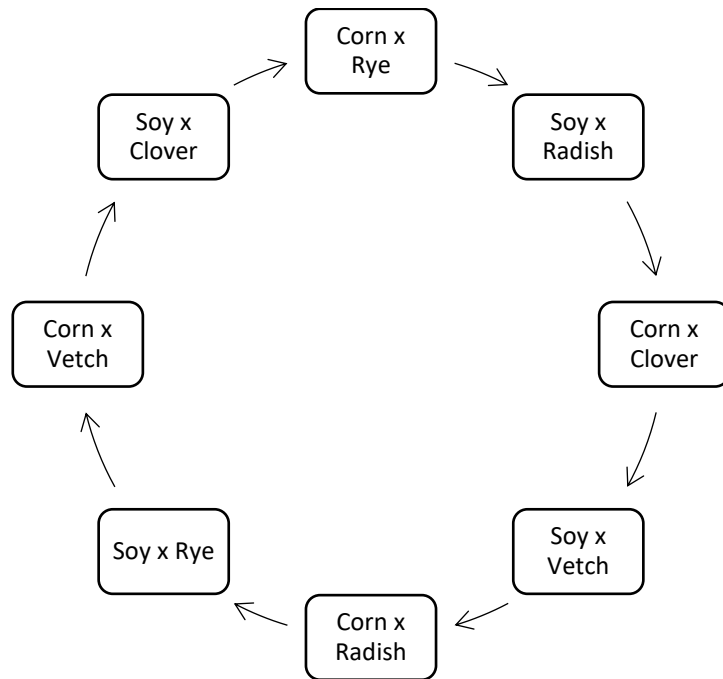 Corn x
Rye
Soy x
Radish
Corn x
Clover
Soy x
Vetch
Corn x
Radish
Soy x Rye
Corn x
Vetch
Soy x
Clover